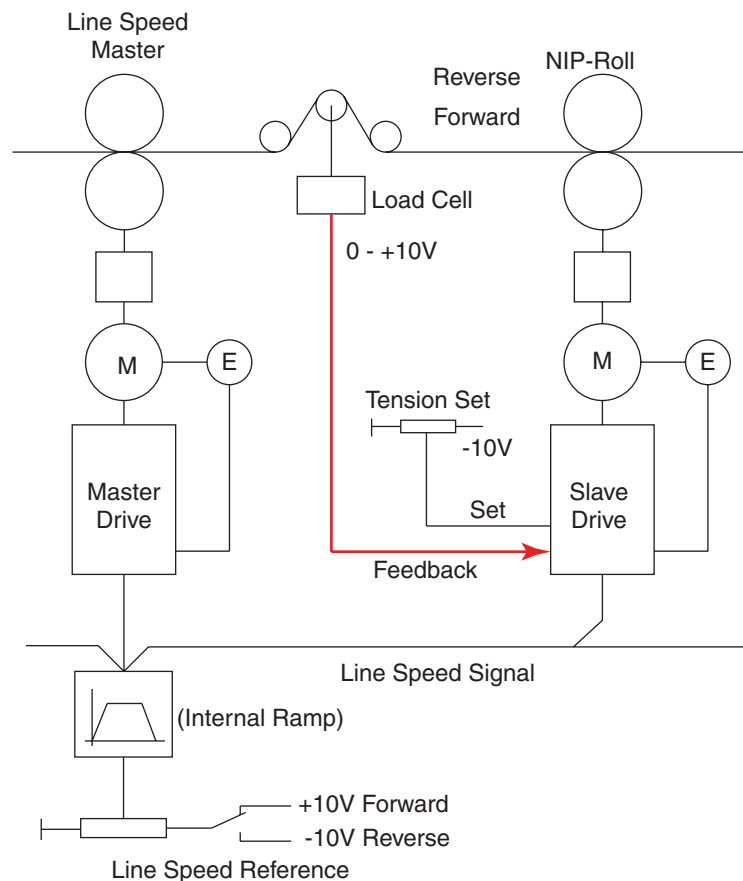 Line Speed
Master
NIP-Roll
Reverse
Forward
Load Cell
0 - +10V
M
E
M
E
Tension Set
-10V
Master
Drive
Set
Slave
Drive
Feedback
Line Speed Signal
(Internal Ramp)
+10V Forward
-10V Reverse
Line Speed Reference